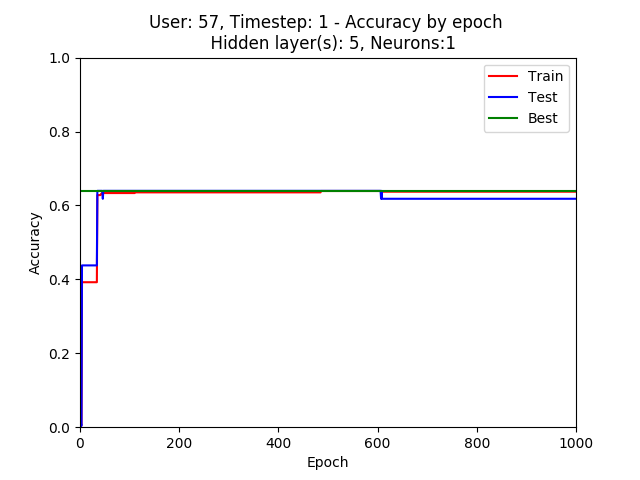 User: 57, Timestep: 1 - Accuracy by epoch
Hidden layer(s): 5, Neurons:1
Train
Test
Best
1.0
0.8
0.6
0.4
0.2
0.0
Accuracy
0 200 400 600 800 1000
Epoch